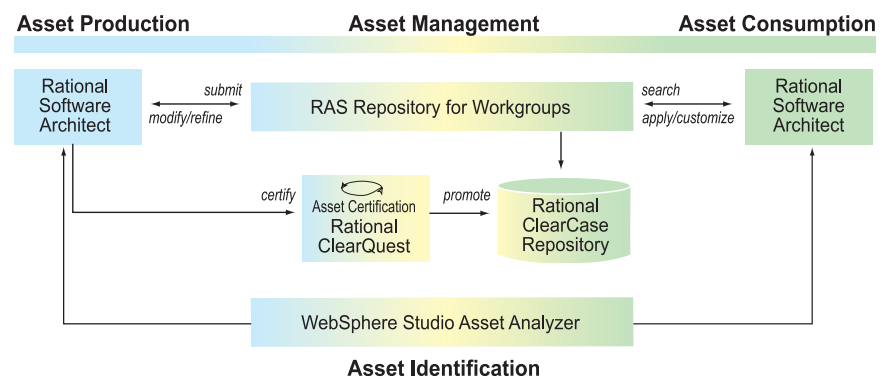 Asset Production
Asset Management
Asset Consumption
Rational
Software
Architect
submit
modify/refine
RAS Repository for Workgroups
search
apply/customize
Rational
Software
Architect
certify
Asset Certification
Rational
ClearQuest
promote
Rational
ClearCase
Repository
WebSphere Studio Asset Analyzer
Asset Identification